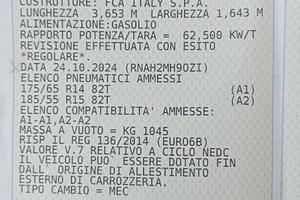 COSTRUTTORE: FCA ITALY S.P.A.
LUNGHEZZA 3,653 M LARGHEZZA 1,643 M
ALIMENTAZIONE:GASOLIO
RAPPORTO POTENZA/TARA = 62,500 KW/T
REVISIONE EFFETTUATA CON ESITO
*REGOLARE*.
DATA 24.10.2024 (RNAH2MH9OZI)
ELENCO PNEUMATICI AMMESSI
175/65 R14 82T (A1)
185/55 R15 82T (A2)
ELENCO COMPATIBILITA' AMMESSE:
A1-A1,A2-A2
MASSA A VUOTO = KG 1045
RISP IL REG 136/2014 (EURO6B)
VALORE V.7 RELATIVO A CICLO NEDC
IL VEICOLO PUO' ESSERE DOTATO FIN
DALL' ORIGINE DI ALLESTIMENTO
ESTERNO DI CARROZZERIA.
TIPO CAMBIO = MEC